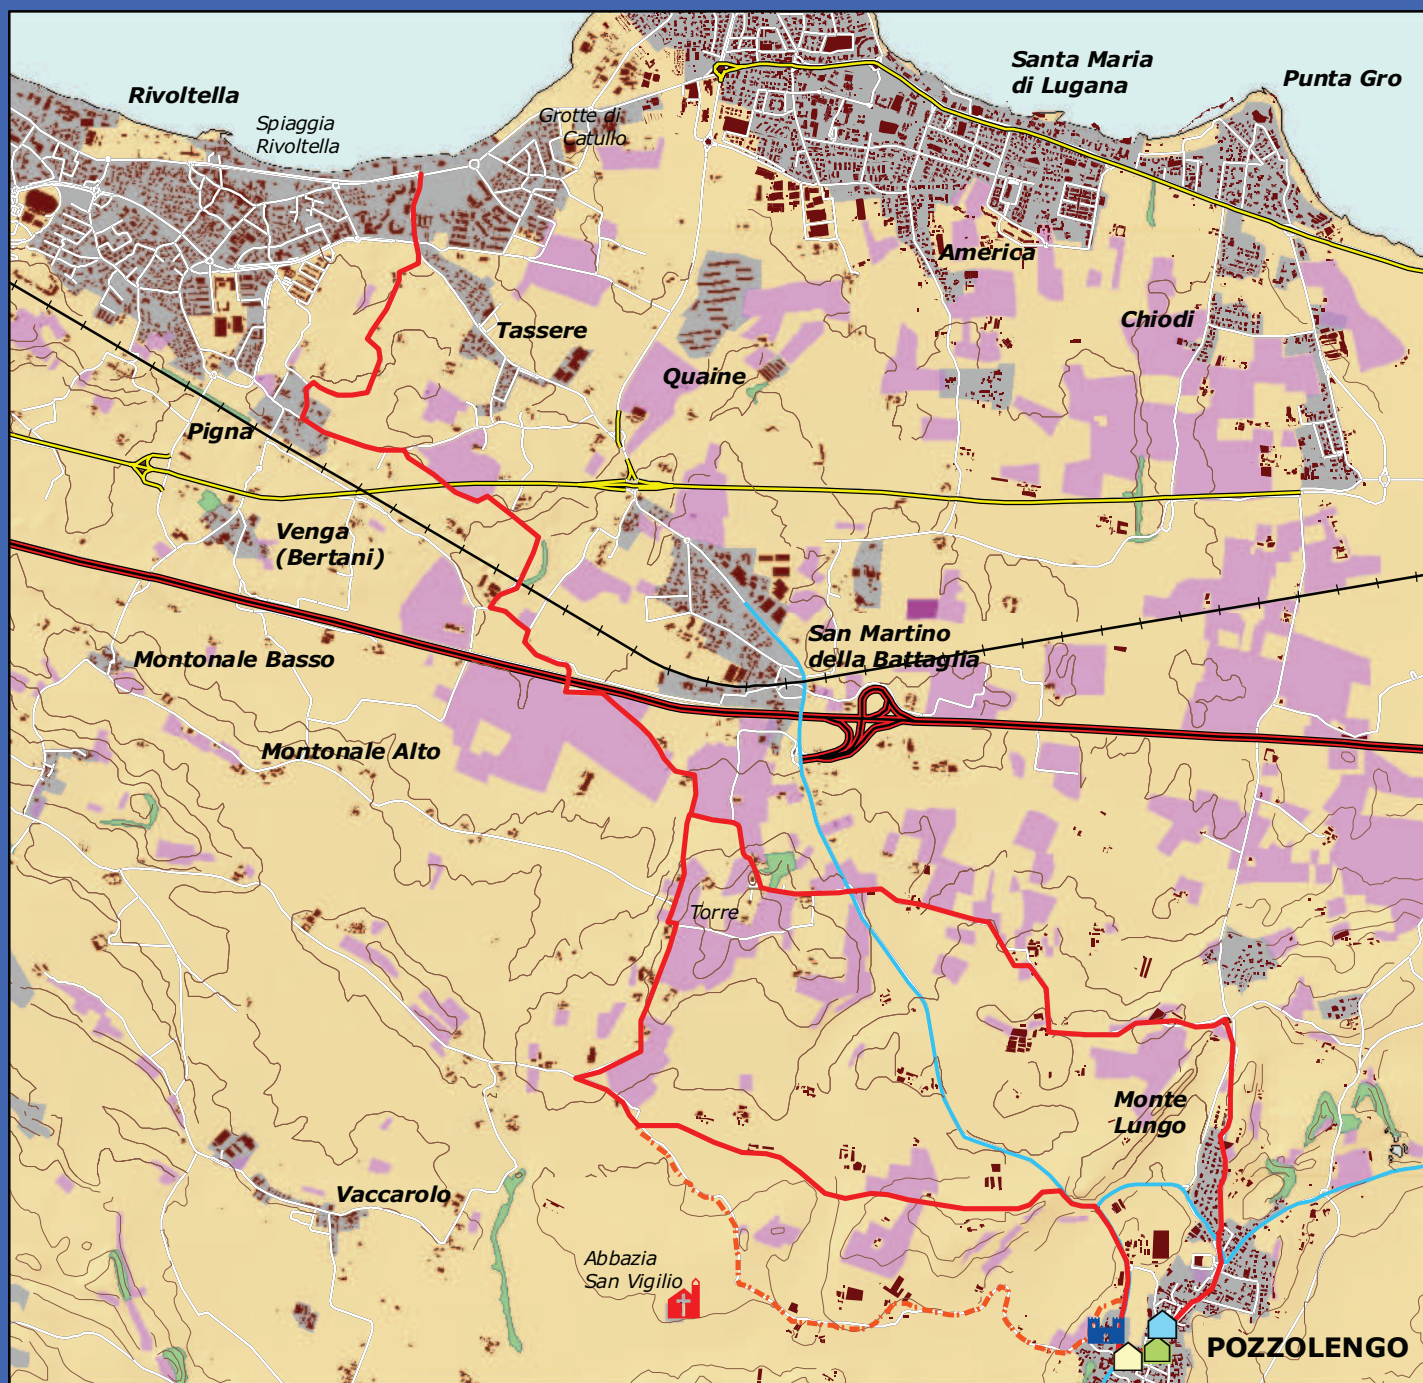 Santa Maria
di Lugana
Punta Gro
Rivoltella
Spiaggia
Rivoltella
Grotte di
Catullo
America
Chiodi
Tassere
Quaine
Pigna
Venga
(Bertani)
San Martino
della Battaglia
Montonale Basso
Montonale Alto
Torre
Monte
Lungo
Vaccarolo
Abbazia
San Vigilio
POZZOLENGO